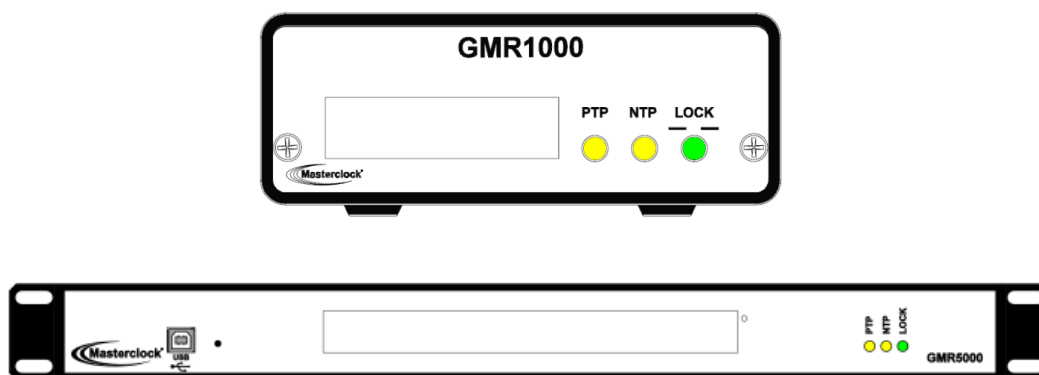 GMR1000
PTP NTP LOCK
Masterclock
Masterclock
USB
PTP
NTP
LOCK
GMR5000